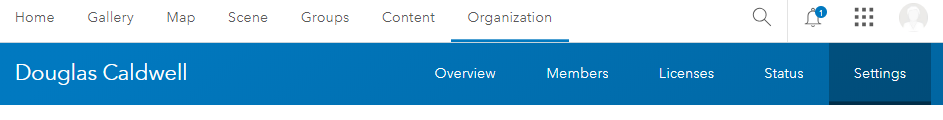 Home Gallery Map Scene Groups Content Organization 1
Douglas Caldwell Overview Members Licenses Status Settings